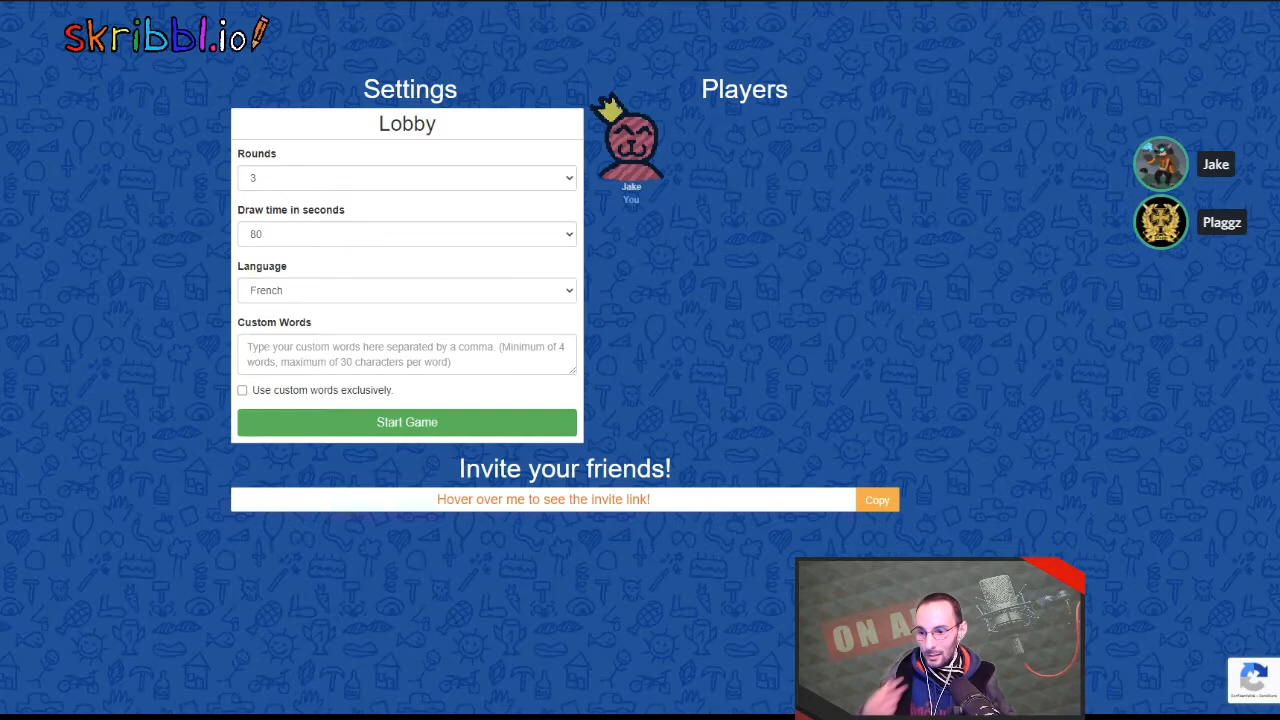 skribbl.io
Settings
Players
Lobby
Rounds
3
Draw time in seconds
80
Language
French
Custom Words
Type your custom words here separated by a comma. (Minimum of 4
words, maximum of 30 characters per word)
Use custom words exclusively.
Start Game
Jake
You
Jake
Plaggz
Invite your friends!
Hover over me to see the invite link!
Copy
ON A